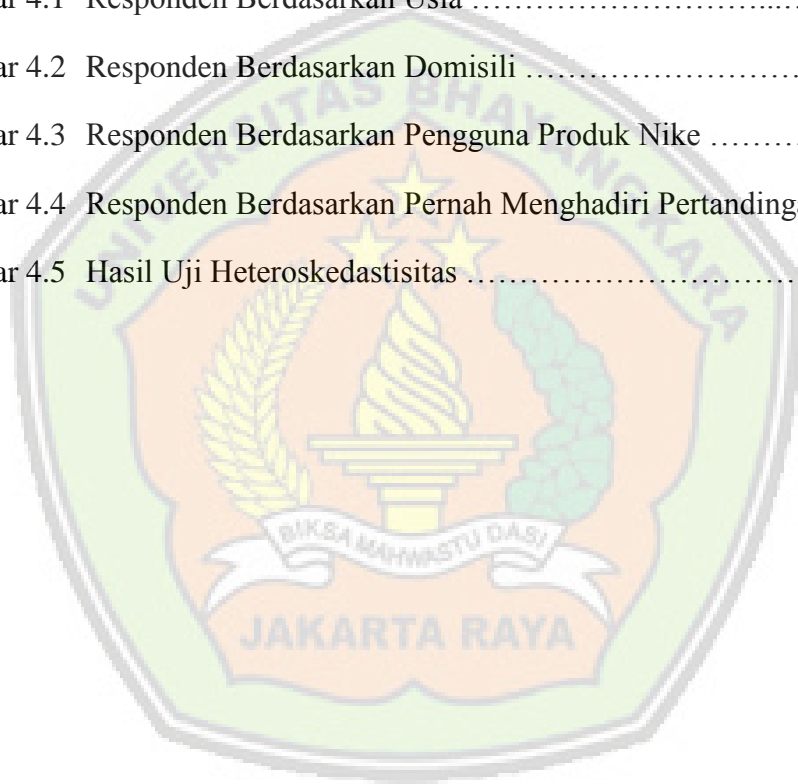 ar 4.1 Responden Berdasarkan Usia …………………………...…
ar 4.2 Responden Berdasarkan Domisili ………………………
ar 4.3 Responden Berdasarkan Pengguna Produk Nike ………
ar 4.4 Responden Berdasarkan Pernah Menghadiri Pertandinga
ar 4.5 Hasil Uji Heteroskedastisitas ……………………………
UNIVERSITAS BHAYANGKARA
BIKSA MAHWASTU DASI
JAKARTA RAYA